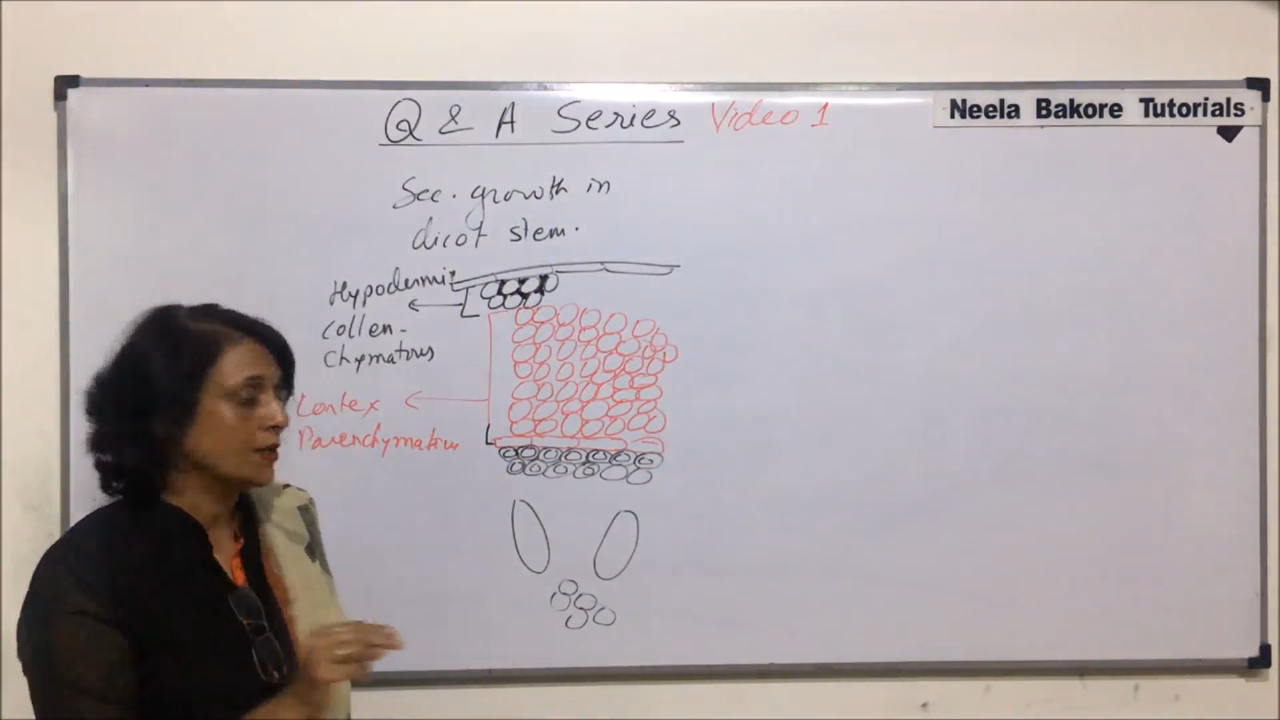 Q & A Series Video 1
Neela Bakore Tutorials
Sec. growth in
dicot stem.
Hypodermis
Collen-
Chymatous
Cortex
Parenchymatous